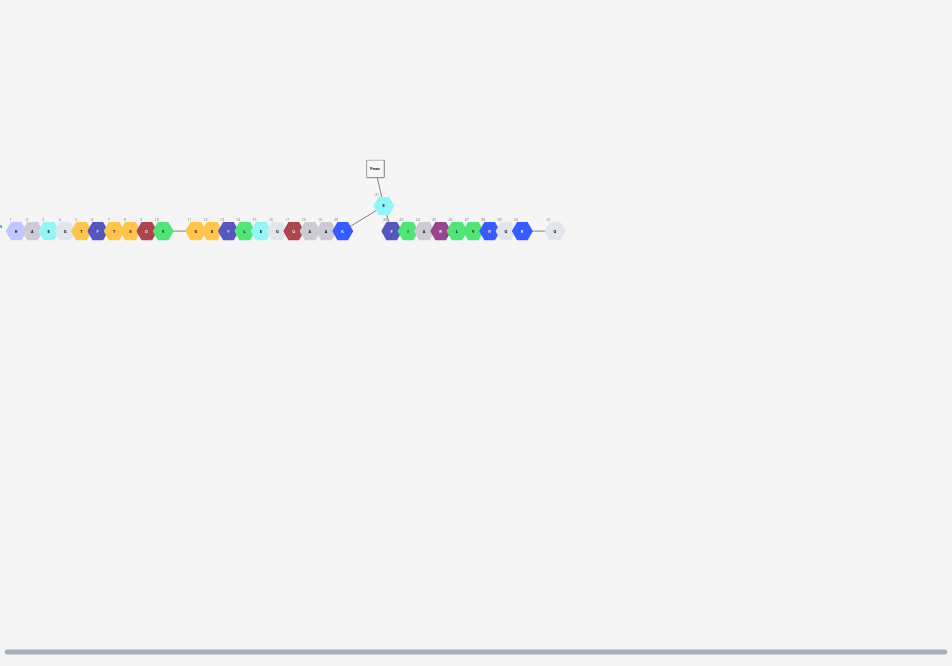 Fmoc
21
E
1 2 3 4 5 6 7 8 9 10 11 12 13 14 15 16 17 18 19 20 22 23 24 25 26 27 28 29 30 31
H A E G T F T S D V S S Y L E G Q A A K F I A W L V R G R G